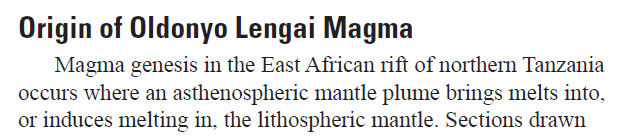 Origin of Oldonyo Lengai Magma
Magma genesis in the East African rift of northern Tanzania
occurs where an asthenospheric mantle plume brings melts into,
or induces melting in, the lithospheric mantle. Sections drawn